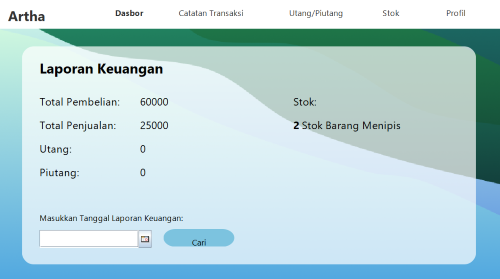 Artha
Dasbor
Catatan Transaksi
Utang/Piutang
Stok
Profil
Laporan Keuangan
Total Pembelian: 60000
Stok:
Total Penjualan: 25000
2 Stok Barang Menipis
Utang: 0
Piutang: 0
Masukkan Tanggal Laporan Keuangan:
Cari